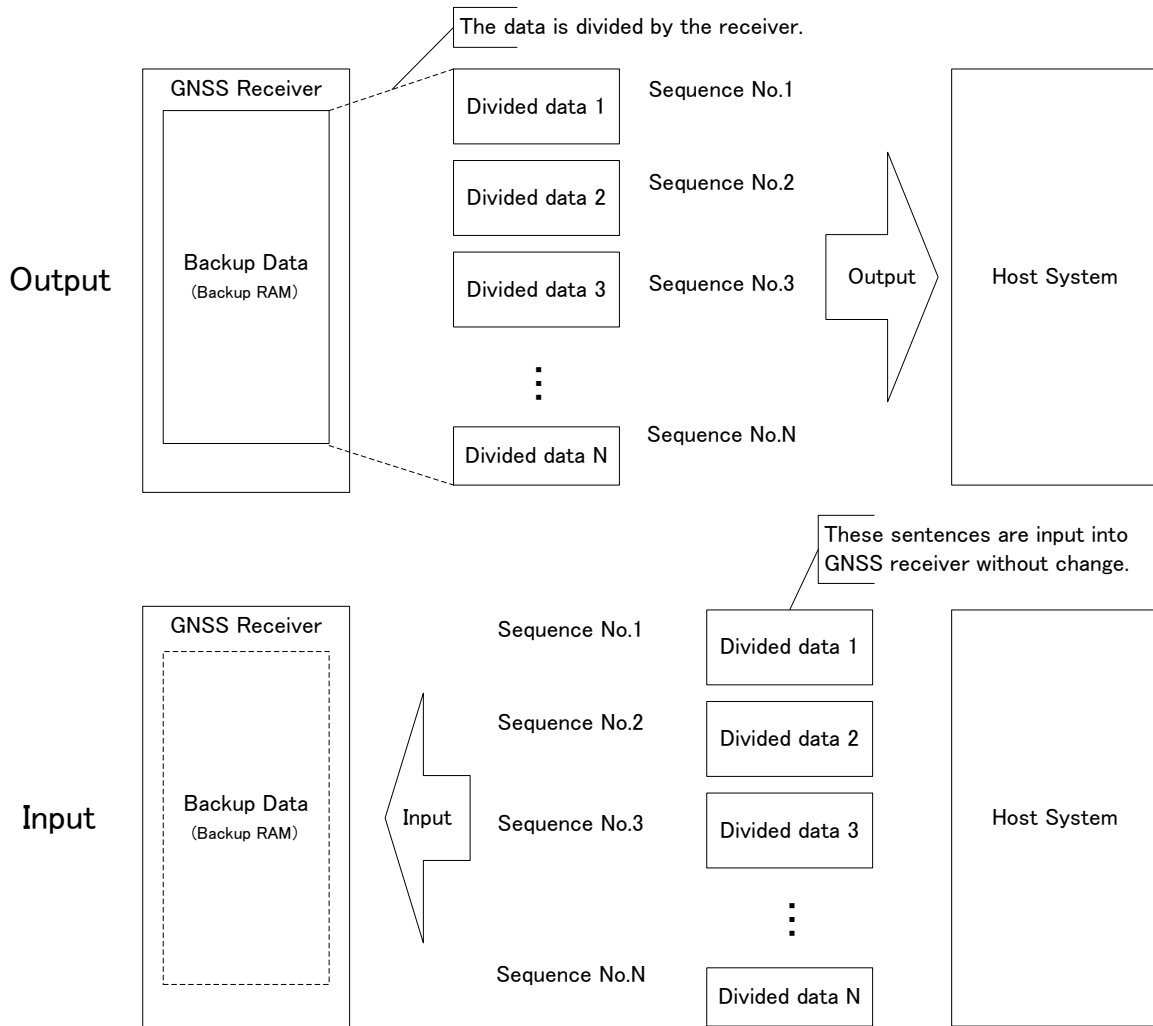 The data is divided by the receiver.
GNSS Receiver
Divided data 1
Sequence No.1
Divided data 2
Sequence No.2
Output
Backup Data
(Backup RAM)
Divided data 3
Sequence No.3
Output
Host System
Divided data N
Sequence No.N
These sentences are input into
GNSS receiver without change.
GNSS Receiver
Sequence No.1
Divided data 1
Sequence No.2
Divided data 2
Input
Backup Data
(Backup RAM)
Input
Sequence No.3
Divided data 3
Host System
Sequence No.N
Divided data N